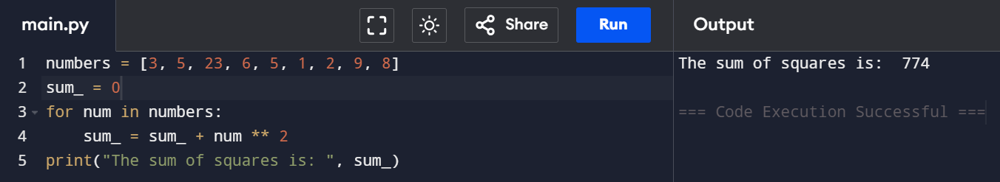 main.py Share Run Output
1 numbers = [3, 5, 23, 6, 5, 1, 2, 9, 8]
2 sum_ = 0
3 for num in numbers:
4     sum_ = sum_ + num ** 2
5 print("The sum of squares is: ", sum_)
The sum of squares is:  774
=== Code Execution Successful ===